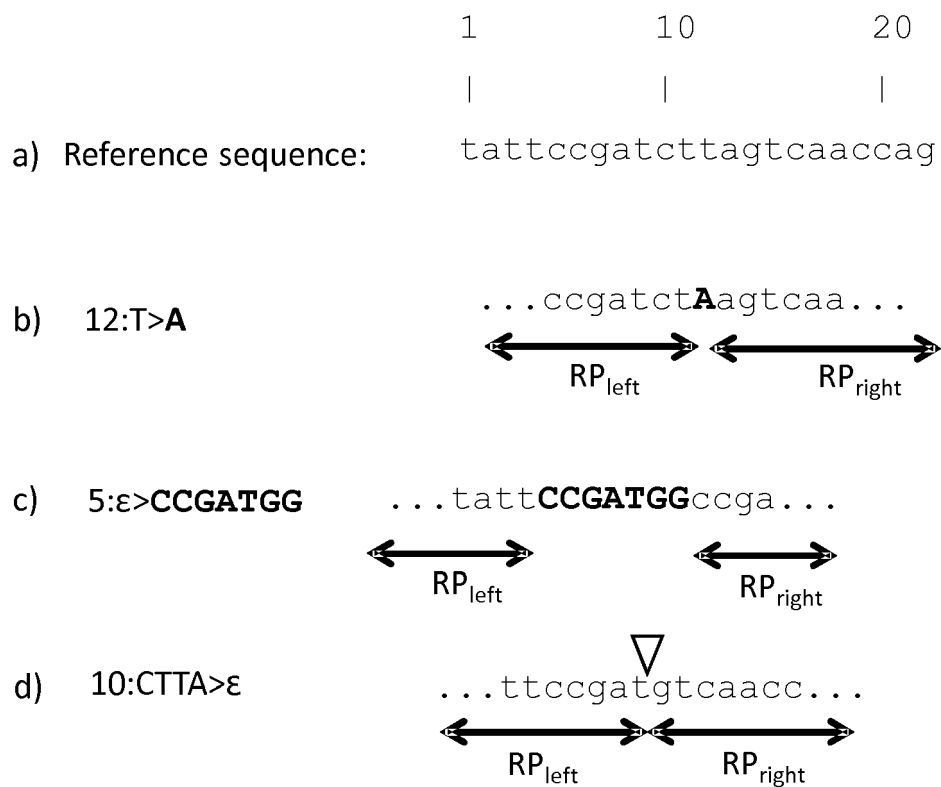 1 10 20
| | |
a) Reference sequence: tattccgatcttagtcaaccag
b) 12:T>A ...ccgatctAagtcaa...
RPleft RPright
c) 5:ε>CCGATGG ...tattCCGATGGccga...
RPleft RPright
d) 10:CTTA>ε ...ttccgatgtcaacc...
RPleft RPright